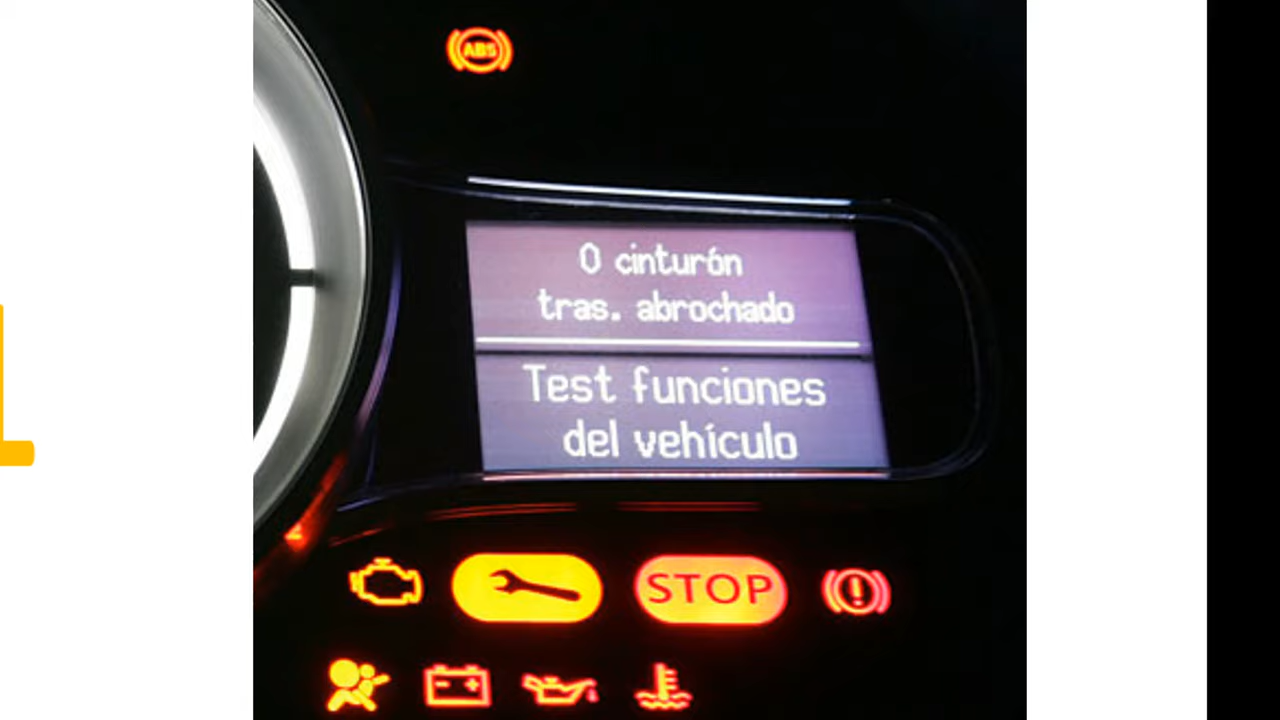 ABS
0 cinturón
tras. abrochado
Test funciones
del vehículo
STOP